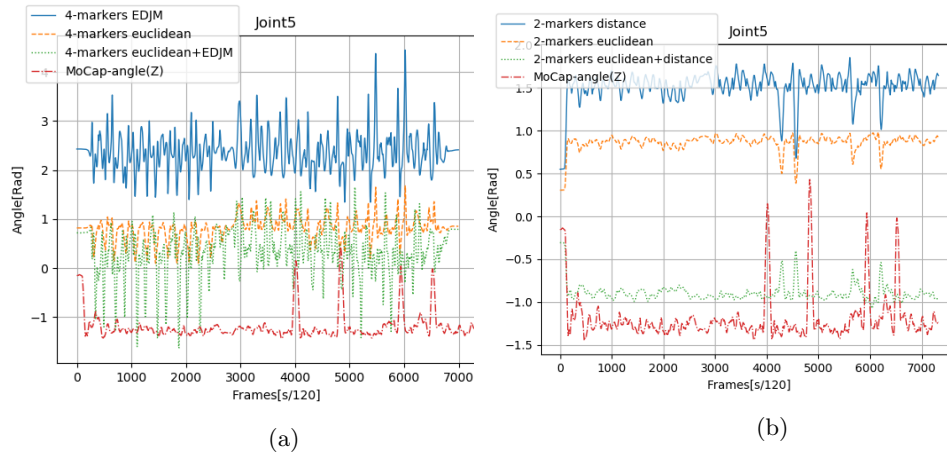 Joint5
4-markers EDJM
4-markers euclidean
4-markers euclidean+EDJM
MoCap-angle(Z)
Angle[Rad]
4
3
2
1
0
−1
0 1000 2000 3000 4000 5000 6000 7000
Frames[s/120]
(a)
Joint5
2-markers distance
2-markers euclidean
2-markers euclidean+distance
MoCap-angle(Z)
Angle[Rad]
2.0
1.0
0.5
0.0
−0.5
−1.0
−1.5
0 1000 2000 3000 4000 5000 6000 7000
Frames[s/120]
(b)